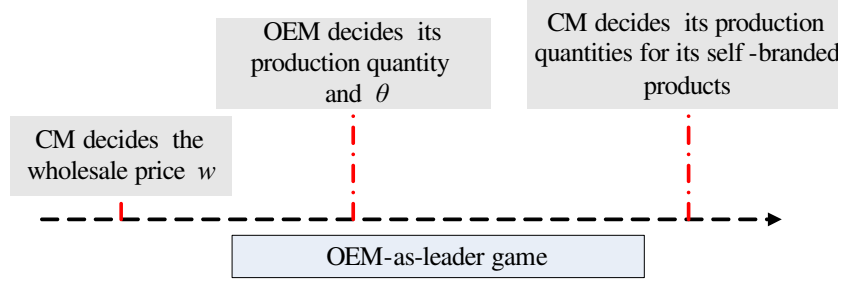 CM decides the
wholesale price w
OEM decides its
production quantity
and θ
CM decides its production
quantities for its self -branded
products
OEM-as-leader game